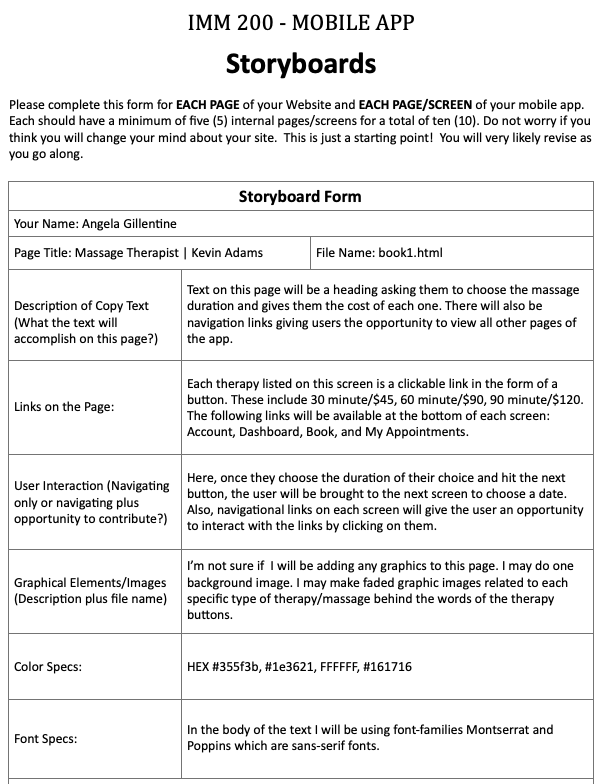 IMM 200 - MOBILE APP
Storyboards
Please complete this form for EACH PAGE of your Website and EACH PAGE/SCREEN of your mobile app.
Each should have a minimum of five (5) internal pages/screens for a total of ten (10). Do not worry if you
think you will change your mind about your site.  This is just a starting point!  You will very likely revise as
you go along.
Storyboard Form
Your Name: Angela Gillentine
Page Title: Massage Therapist | Kevin Adams
File Name: book1.html
Description of Copy Text
(What the text will
accomplish on this page?)
Text on this page will be a heading asking them to choose the massage
duration and gives them the cost of each one. There will also be
navigation links giving users the opportunity to view all other pages of
the app.
Links on the Page:
Each therapy listed on this screen is a clickable link in the form of a
button. These include 30 minute/$45, 60 minute/$90, 90 minute/$120.
The following links will be available at the bottom of each screen:
Account, Dashboard, Book, and My Appointments.
User Interaction (Navigating
only or navigating plus
opportunity to contribute?)
Here, once they choose the duration of their choice and hit the next
button, the user will be brought to the next screen to choose a date.
Also, navigational links on each screen will give the user an opportunity
to interact with the links by clicking on them.
Graphical Elements/Images
(Description plus file name)
I'm not sure if  I will be adding any graphics to this page. I may do one
background image. I may make faded graphic images related to each
specific type of therapy/massage behind the words of the therapy
buttons.
Color Specs:
HEX #355f3b, #1e3621, FFFFFF, #161716
Font Specs:
In the body of the text I will be using font-families Montserrat and
Poppins which are sans-serif fonts.